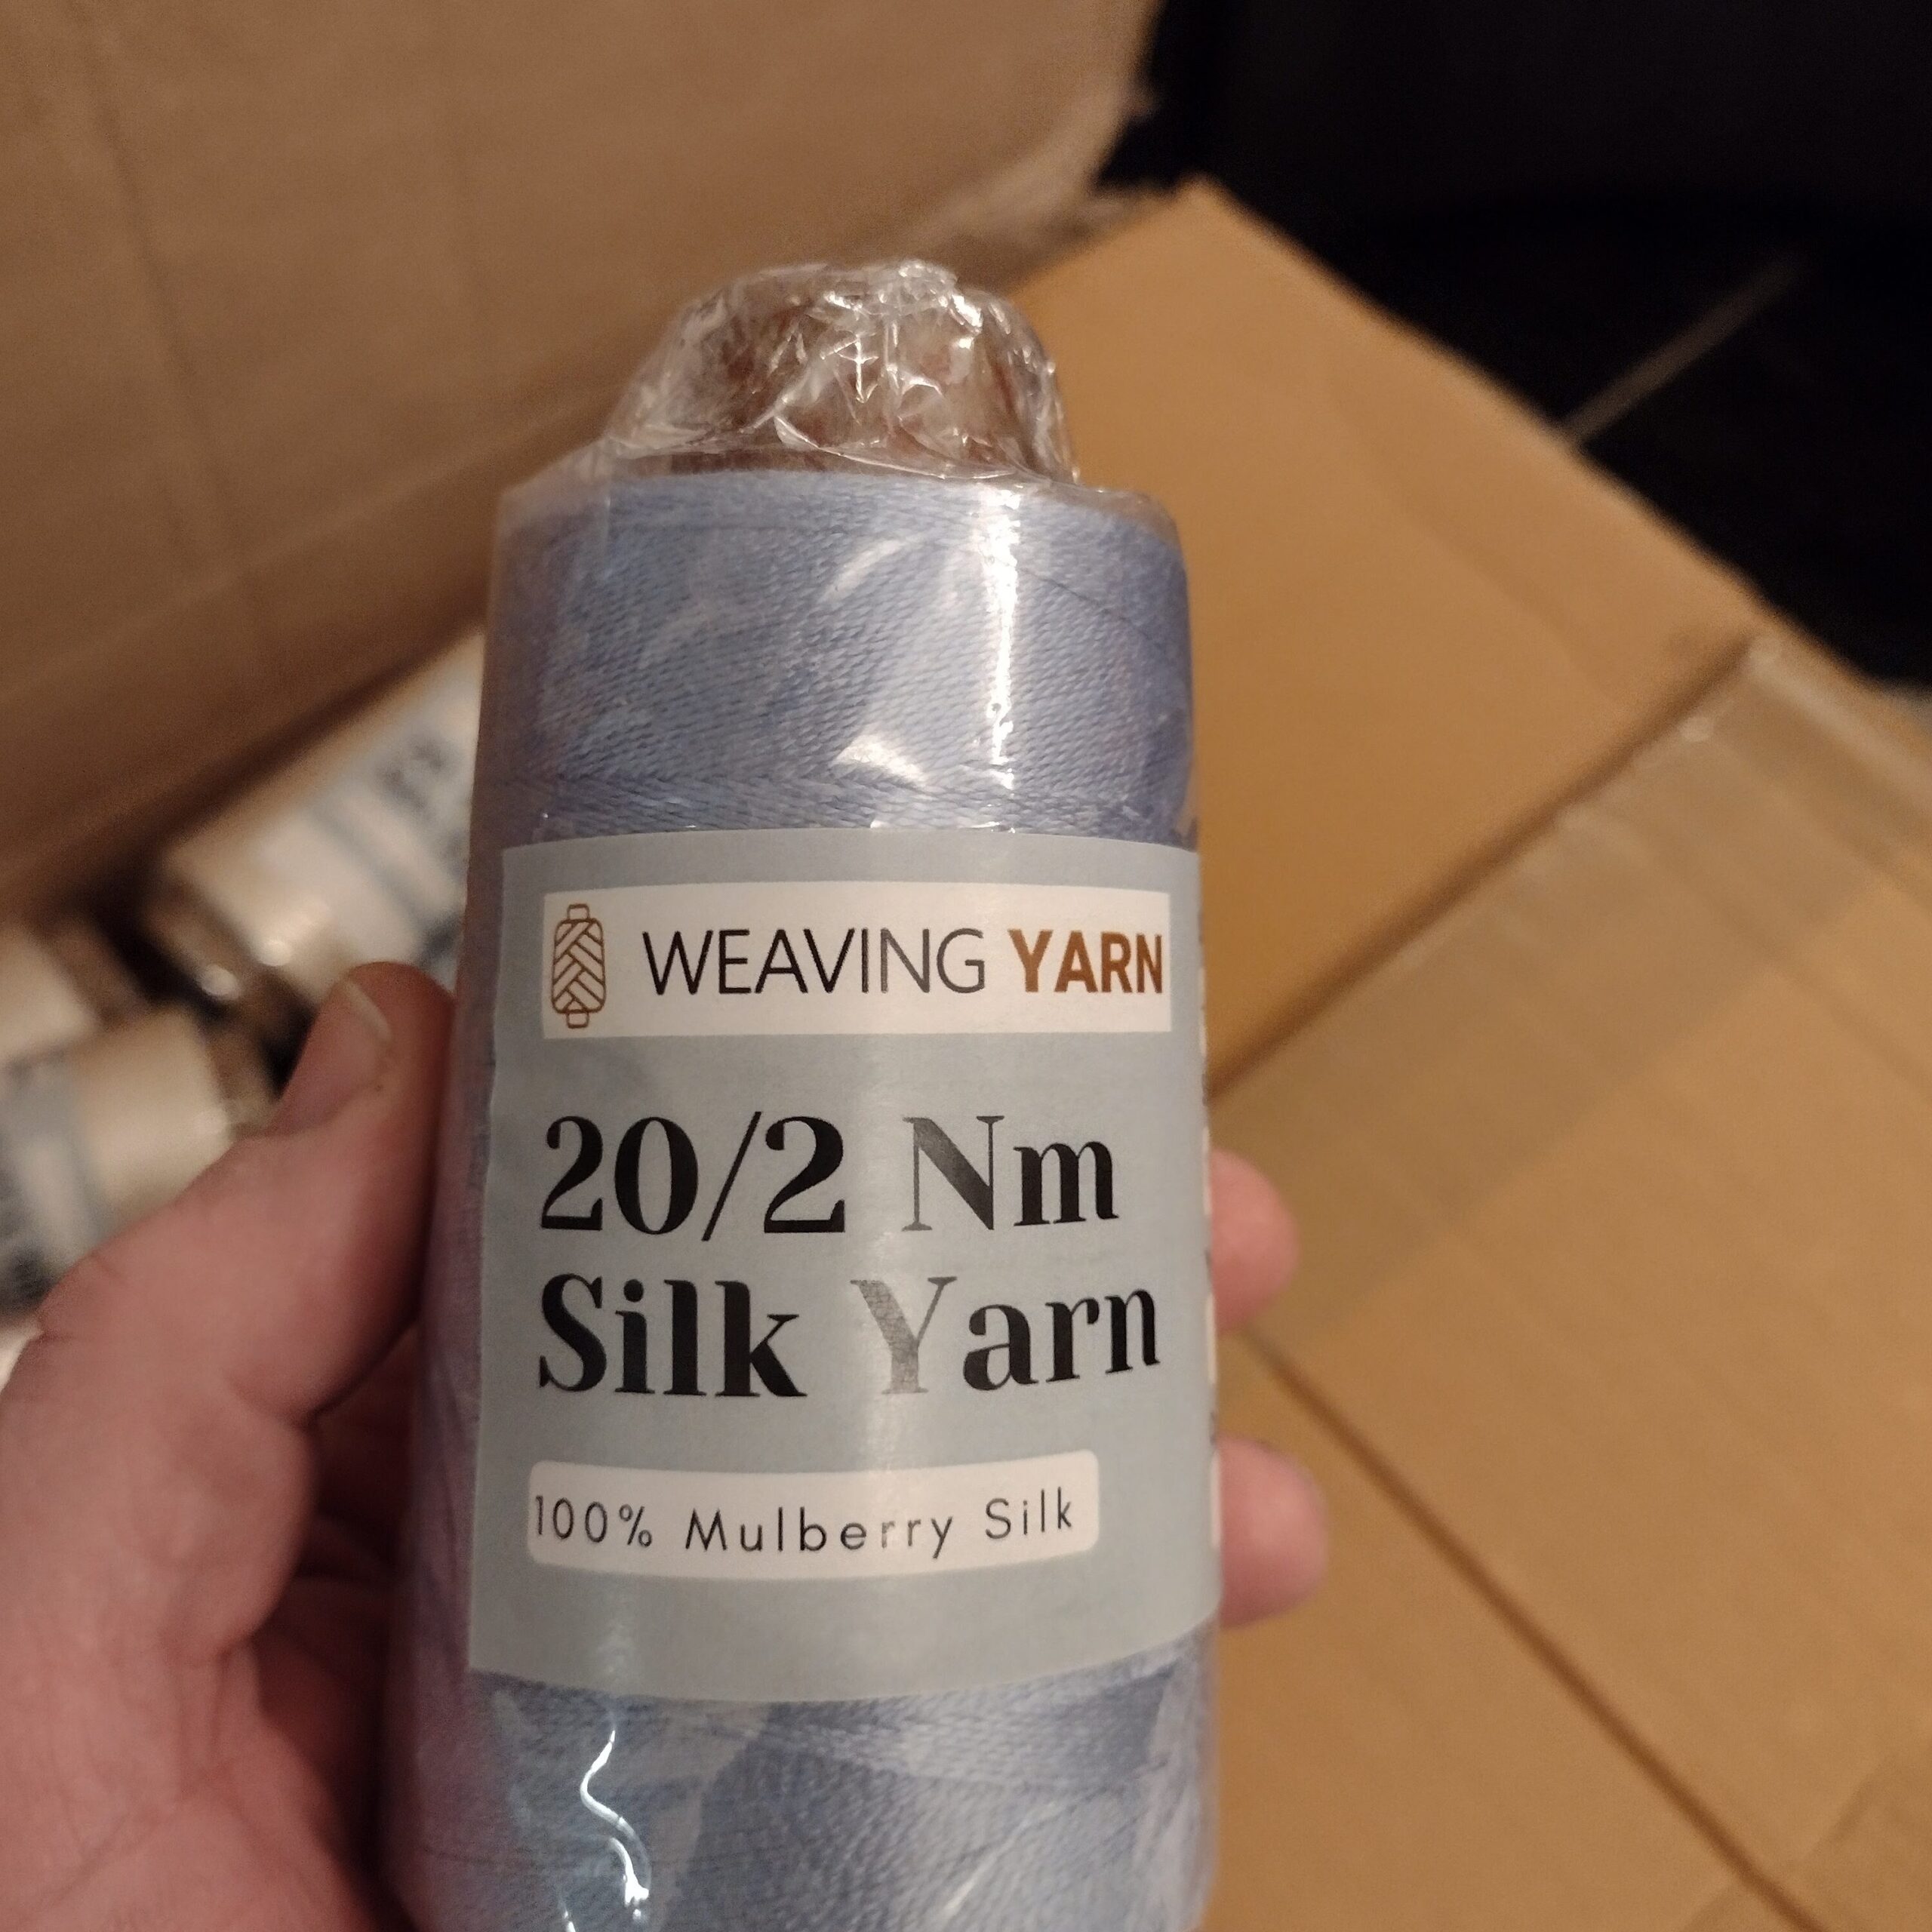 WEAVING YARN
20/2 Nm
Silk Yarn
100% Mulberry Silk